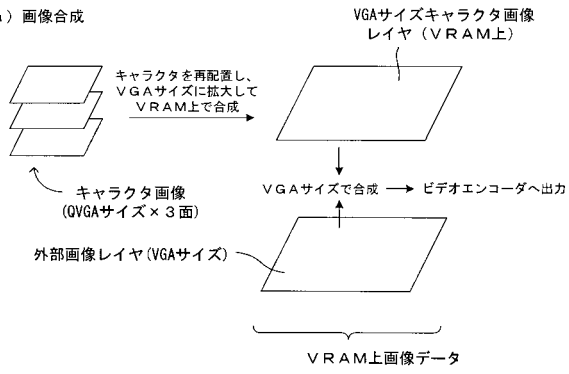 ）画像合成
VGAサイズキャラクタ画像
レイヤ（ＶＲＡＭ上）
キャラクタを再配置し、
ＶＧＡサイズに拡大して
ＶＲＡＭ上で合成
キャラクタ画像
(QVGAサイズ×３面)
ＶＧＡサイズで合成
ビデオエンコーダへ出力
外部画像レイヤ(VGAサイズ)
ＶＲＡＭ上画像データ